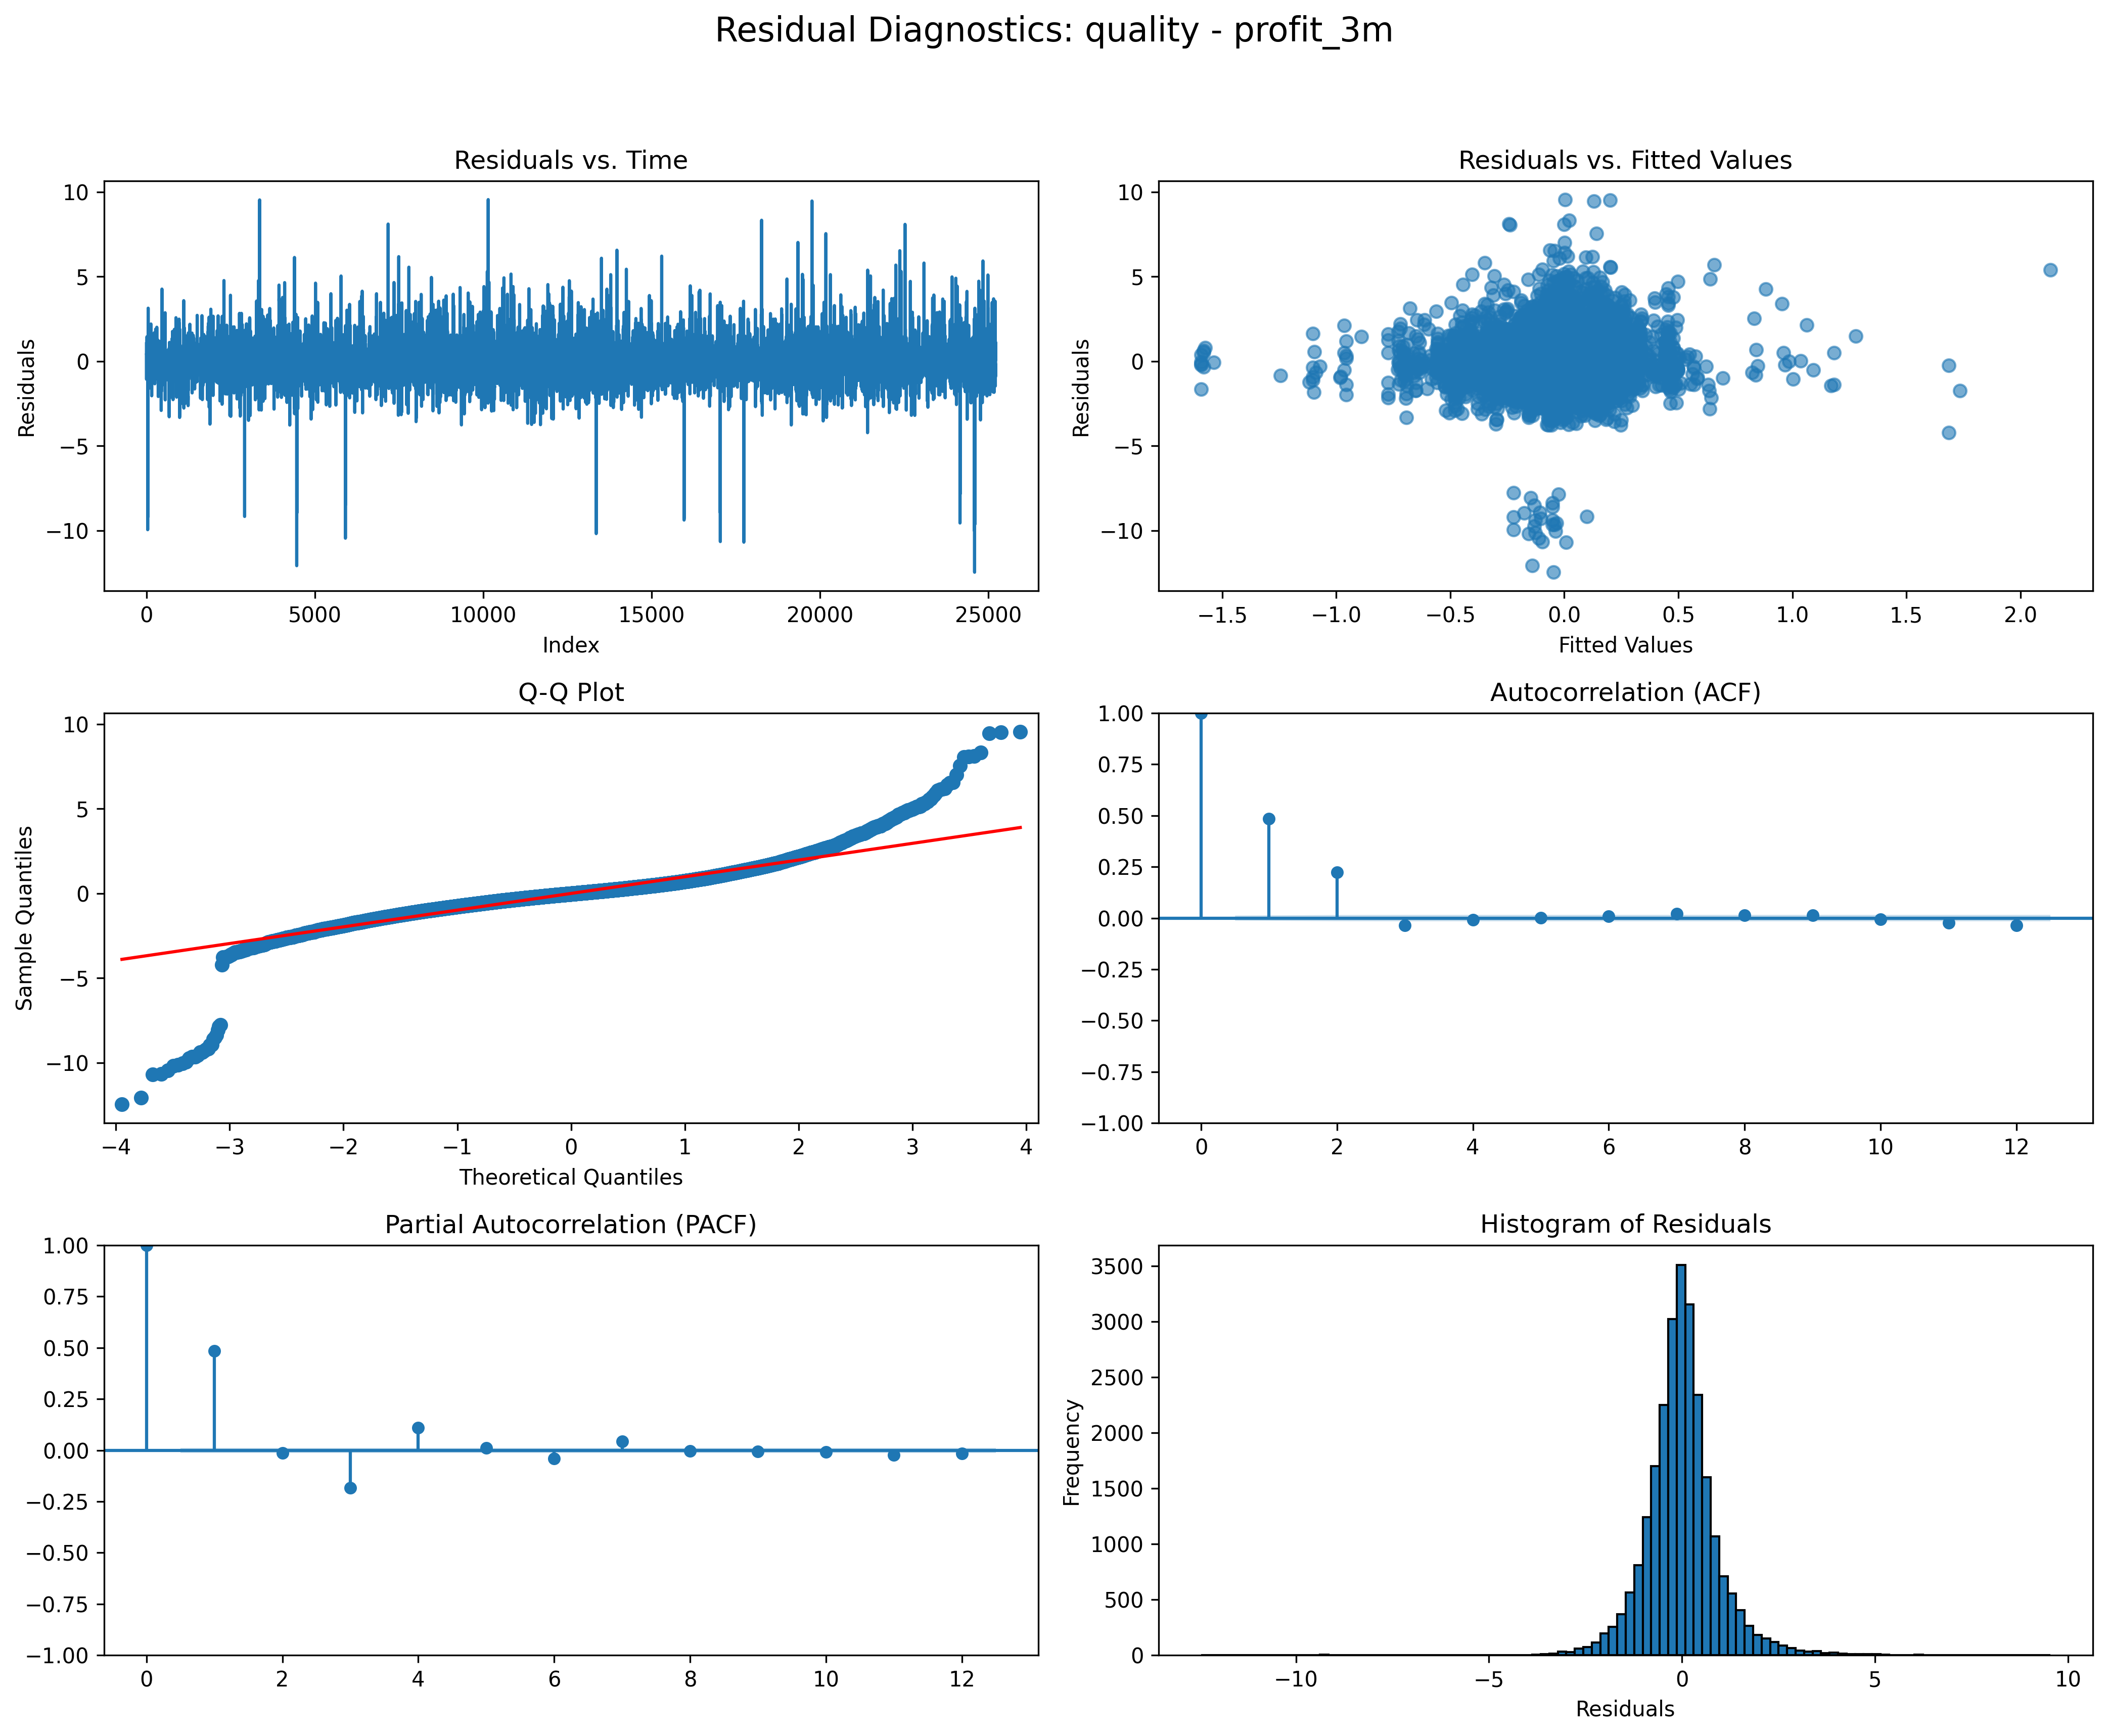 Residual Diagnostics: quality - profit_3m
Residuals vs. Time
10
5
0
−5
−10
Residuals
0 5000 10000 15000 20000 25000
Index
Residuals vs. Fitted Values
10
5
0
−5
−10
Residuals
−1.5 −1.0 −0.5 0.0 0.5 1.0 1.5 2.0
Fitted Values
Q-Q Plot
10
5
0
−5
−10
Sample Quantiles
−4 −3 −2 −1 0 1 2 3 4
Theoretical Quantiles
Autocorrelation (ACF)
1.00
0.75
0.50
0.25
0.00
−0.25
−0.50
−0.75
−1.00
0 2 4 6 8 10 12
Partial Autocorrelation (PACF)
1.00
0.75
0.50
0.25
0.00
−0.25
−0.50
−0.75
−1.00
0 2 4 6 8 10 12
Histogram of Residuals
3500
3000
2500
2000
1500
1000
500
0
Frequency
−10 −5 0 5 10
Residuals